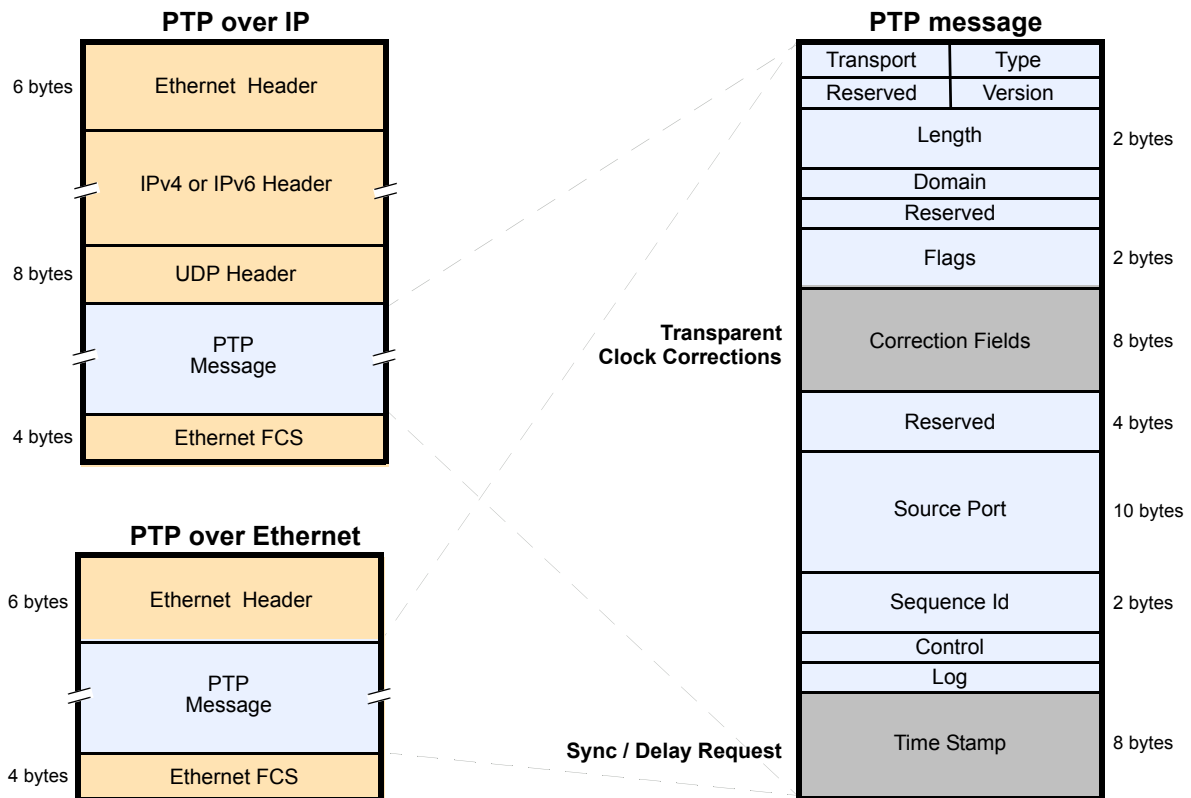 PTP over IP
6 bytes
Ethernet Header
IPv4 or IPv6 Header
8 bytes
UDP Header
PTP
Message
4 bytes
Ethernet FCS
PTP over Ethernet
6 bytes
Ethernet Header
PTP
Message
4 bytes
Ethernet FCS
PTP message
Transport Type
Reserved Version
Length
2 bytes
Domain
Reserved
Flags
2 bytes
Transparent
Clock Corrections
Correction Fields
8 bytes
Reserved
4 bytes
Source Port
10 bytes
Sequence Id
2 bytes
Control
Log
Sync / Delay Request
Time Stamp
8 bytes